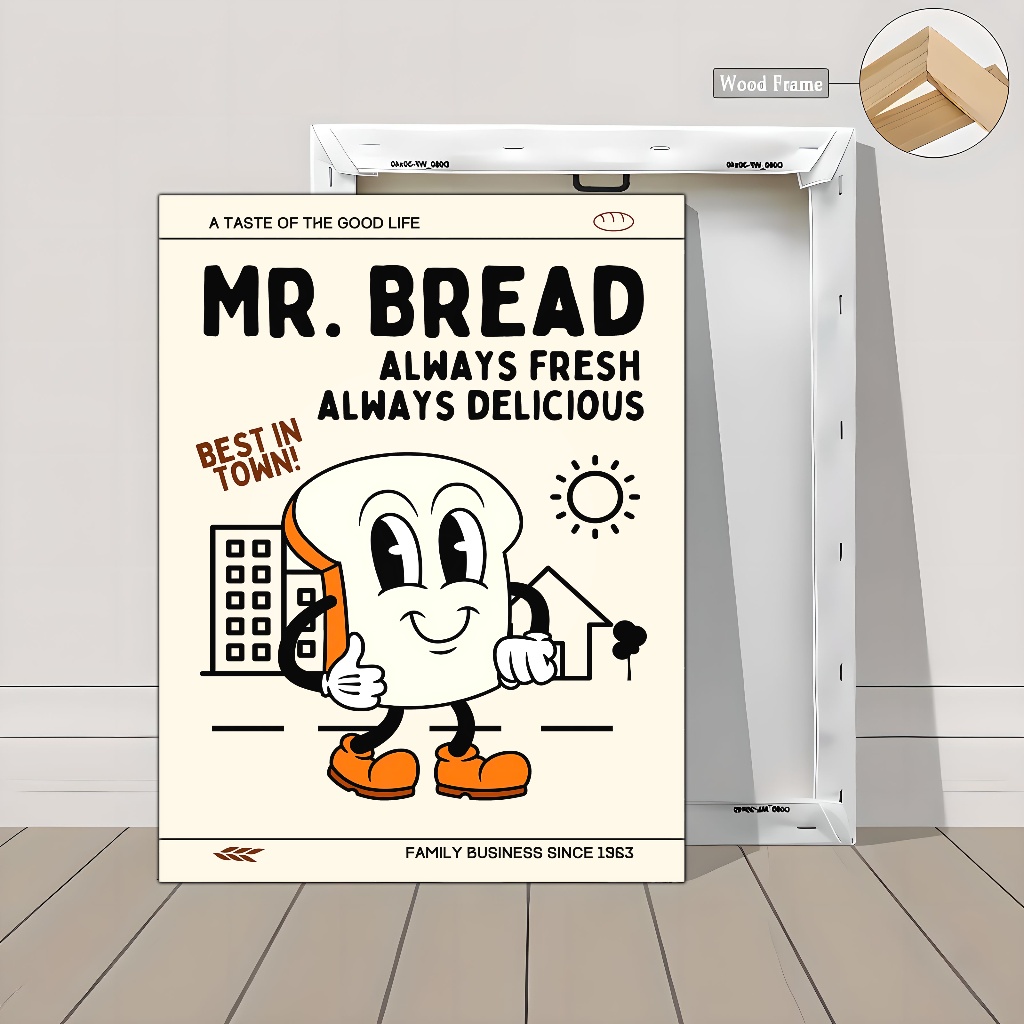 Wood Frame
A TASTE OF THE GOOD LIFE
MR. BREAD
ALWAYS FRESH
ALWAYS DELICIOUS
BEST IN
TOWN!
FAMILY BUSINESS SINCE 1963